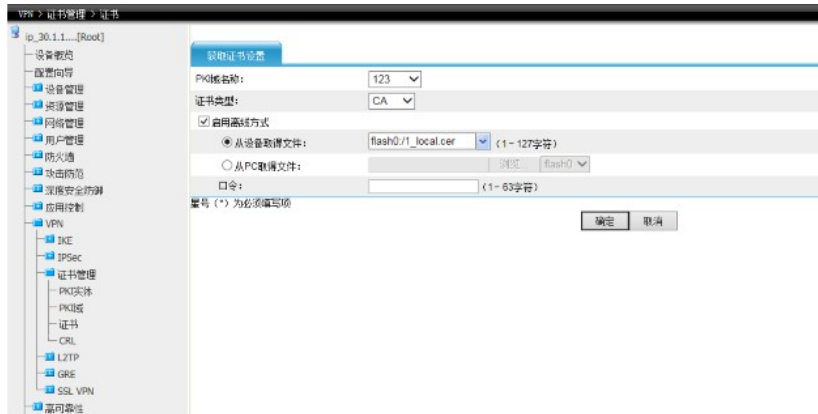 VPN > 证书管理 > 证书
ip_30.1.1....[Root]
设备概览
配置向导
设备管理
资源管理
网络管理
用户管理
防火墙
攻击防范
深度安全防御
应用控制
VPN
IKE
IPSec
证书管理
PKI实体
PKI域
证书
CRL
L2TP
GRE
SSL VPN
高可靠性
获取证书设置
PKI域名称: 123
证书类型: CA
启用离线方式
从设备取得文件: flash0:/1_local.cer (1-127字符)
从PC取得文件: 浏览... flash0
口令: (1-63字符)
星号 (*) 为必须填写项
确定 取消